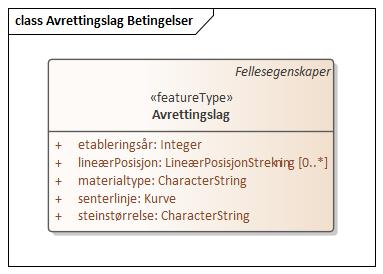 class Avrettingslag Betingelser
Fellesegenskaper
«featureType»
Avrettingslag
+ etableringsår: Integer
+ lineærPosisjon: LineærPosisjonStrekning [0..*]
+ materialtype: CharacterString
+ senterlinje: Kurve
+ steinstørrelse: CharacterString